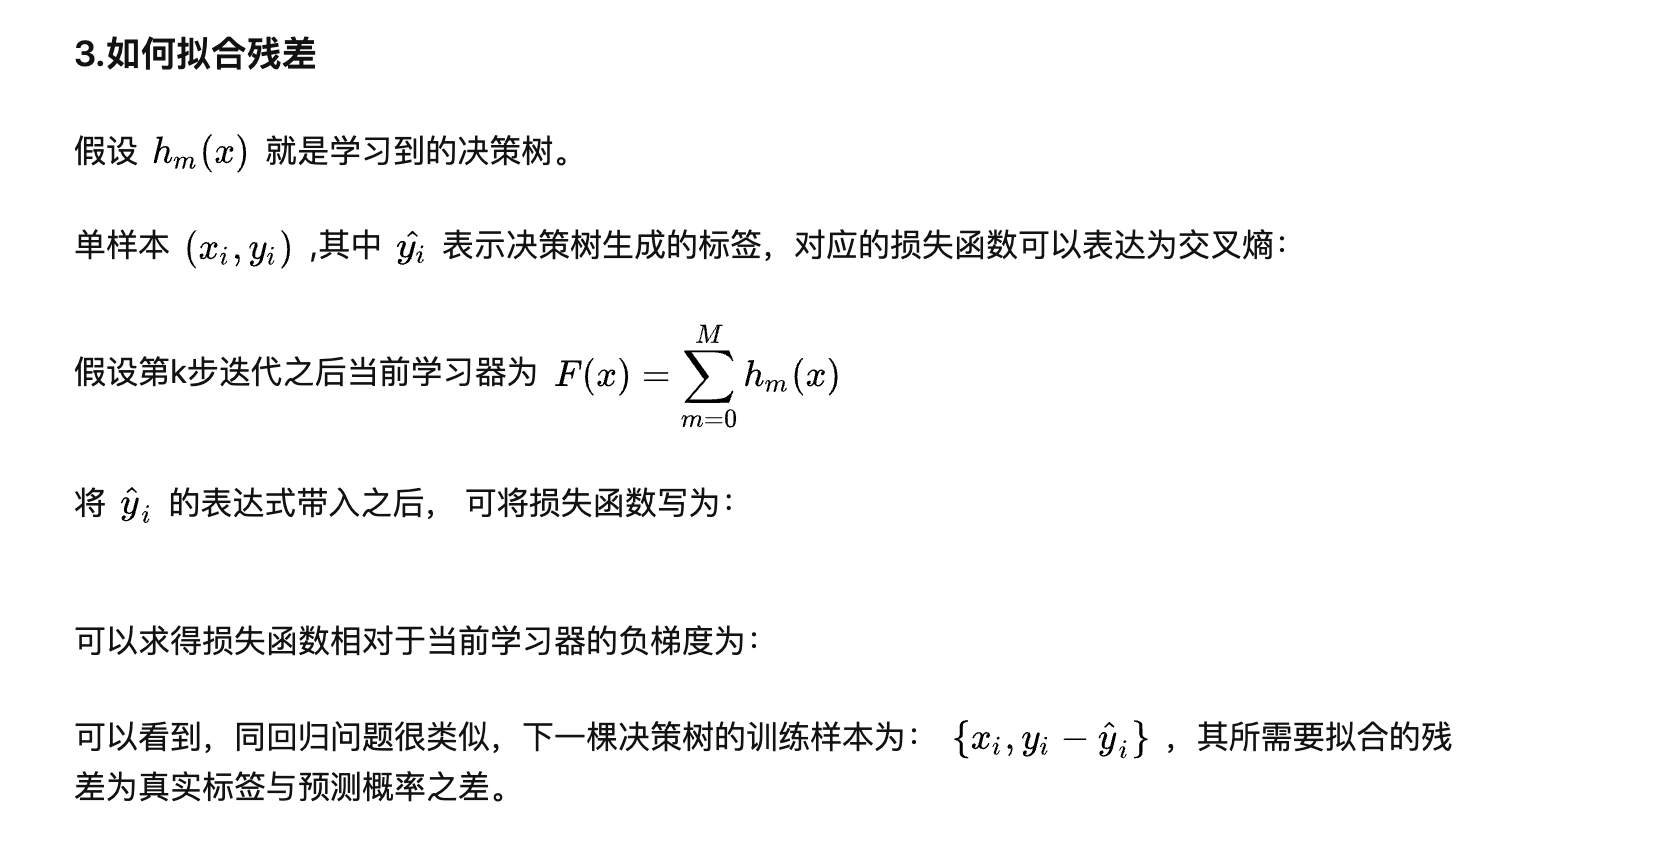 3.如何拟合残差
假设 $h_m(x)$ 就是学习到的决策树。
单样本 $(x_i, y_i)$ ,其中 $\hat{y_i}$ 表示决策树生成的标签，对应的损失函数可以表达为交叉熵：
假设第k步迭代之后当前学习器为 $F(x) = \sum_{m=0}^{M} h_m(x)$
将 $\hat{y}_i$ 的表达式带入之后， 可将损失函数写为：
可以求得损失函数相对于当前学习器的负梯度为：
可以看到，同回归问题很类似，下一棵决策树的训练样本为： $\{x_i, y_i - \hat{y}_i\}$ ，其所需要拟合的残
差为真实标签与预测概率之差。